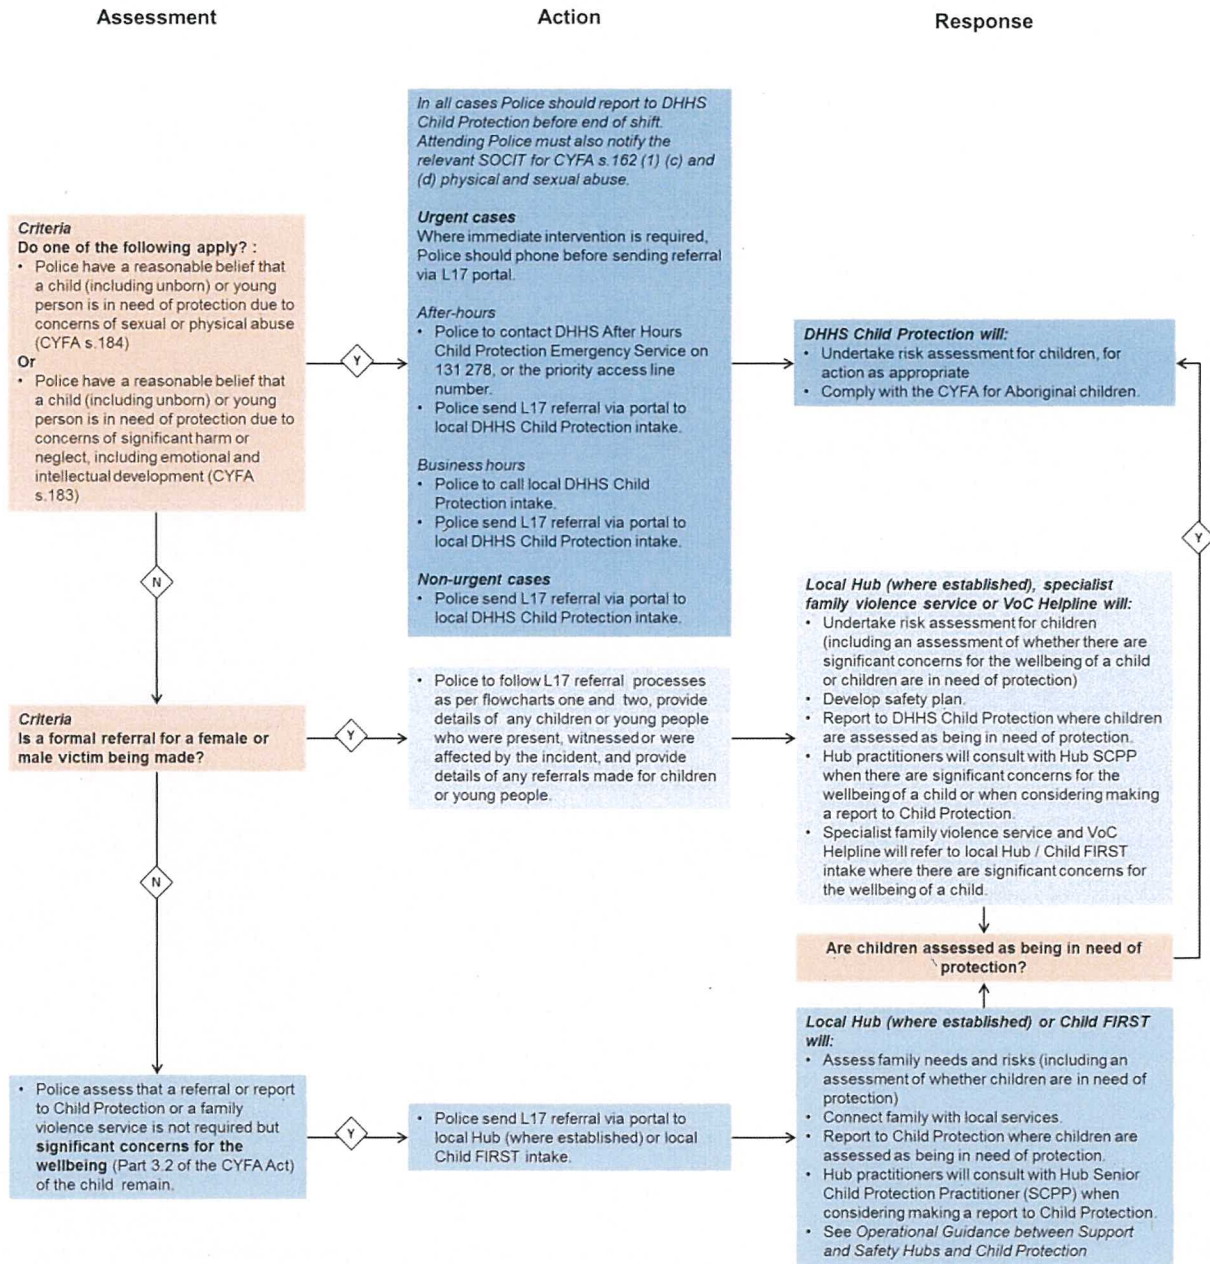 Assessment
Action
Response
In all cases Police should report to DHHS
Child Protection before end of shift.
Attending Police must also notify the
relevant SOCIT for CYFA s.162 (1) (c) and
(d) physical and sexual abuse.
Urgent cases
Where immediate intervention is required,
Police should phone before sending referral
via L17 portal.
After-hours
• Police to contact DHHS After Hours
Child Protection Emergency Service on
131 278, or the priority access line
number.
• Police send L17 referral via portal to
local DHHS Child Protection intake.
Business hours
• Police to call local DHHS Child
Protection intake.
• Police send L17 referral via portal to
local DHHS Child Protection intake.
Non-urgent cases
• Police send L17 referral via portal to
local DHHS Child Protection intake.
Criteria
Do one of the following apply? :
• Police have a reasonable belief that
a child (including unborn) or young
person is in need of protection due to
concerns of sexual or physical abuse
(CYFA s.184)
Or
• Police have a reasonable belief that
a child (including unborn) or young
person is in need of protection due to
concerns of significant harm or
neglect, including emotional and
intellectual development (CYFA
s.183)
Y
DHHS Child Protection will:
• Undertake risk assessment for children, for
action as appropriate
• Comply with the CYFA for Aboriginal children.
Y
N
Criteria
Is a formal referral for a female or
male victim being made?
Y
• Police to follow L17 referral processes
as per flowcharts one and two, provide
details of any children or young people
who were present, witnessed or were
affected by the incident, and provide
details of any referrals made for children
or young people.
Local Hub (where established), specialist
family violence service or VoC Helpline will:
• Undertake risk assessment for children
(including an assessment of whether there are
significant concerns for the wellbeing of a child
or children are in need of protection)
• Develop safety plan.
• Report to DHHS Child Protection where children
are assessed as being in need of protection.
• Hub practitioners will consult with Hub SCPP
when there are significant concerns for the
wellbeing of a child or when considering making
a report to Child Protection.
• Specialist family violence service and VoC
Helpline will refer to local Hub / Child FIRST
intake where there are significant concerns for
the wellbeing of a child.
N
Are children assessed as being in need of
protection?
• Police assess that a referral or report
to Child Protection or a family
violence service is not required but
significant concerns for the
wellbeing (Part 3.2 of the CYFA Act)
of the child remain.
Y
• Police send L17 referral via portal to
local Hub (where established) or local
Child FIRST intake.
Local Hub (where established) or Child FIRST
will:
• Assess family needs and risks (including an
assessment of whether children are in need of
protection)
• Connect family with local services.
• Report to Child Protection where children are
assessed as being in need of protection.
• Hub practitioners will consult with Hub Senior
Child Protection Practitioner (SCPP) when
considering making a report to Child Protection.
• See Operational Guidance between Support
and Safety Hubs and Child Protection